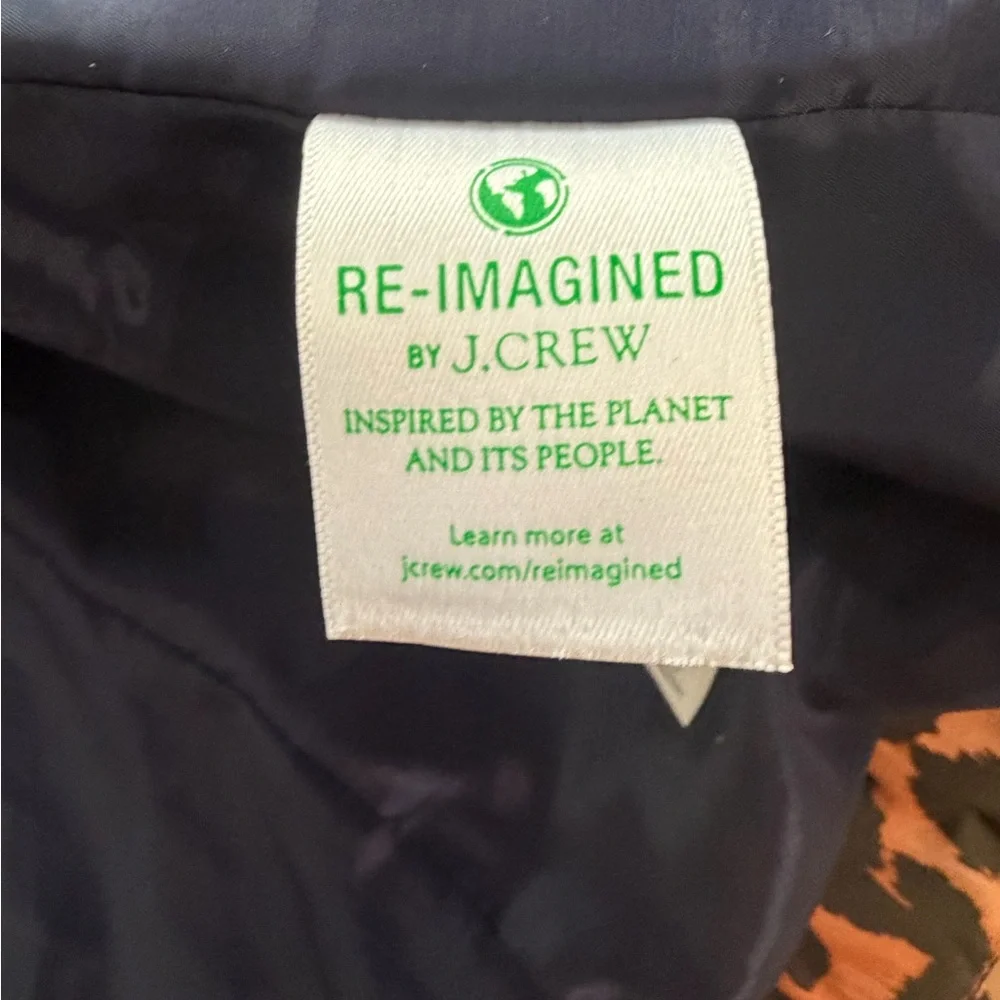 RE-IMAGINED
BY J.CREW
INSPIRED BY THE PLANET
AND ITS PEOPLE.
Learn more at
jcrew.com/reimagined